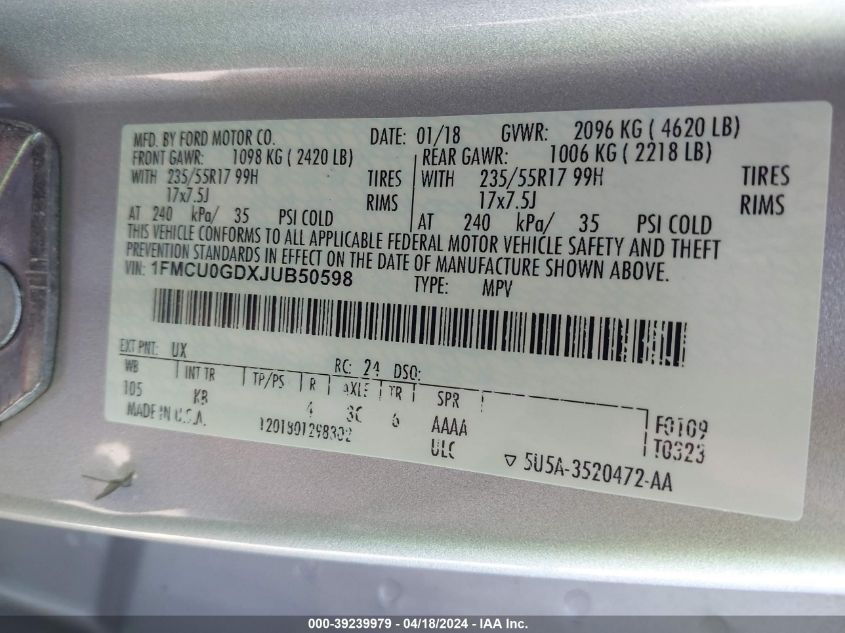 MFD. BY FORD MOTOR CO. DATE: 01/18 GVWR: 2096 KG ( 4620 LB)
FRONT GAWR: 1098 KG ( 2420 LB) REAR GAWR: 1006 KG ( 2218 LB)
WITH 235/55R17 99H TIRES WITH 235/55R17 99H TIRES
17x7.5J RIMS 17x7.5J RIMS
AT 240 kPa/ 35 PSI COLD AT 240 kPa/ 35 PSI COLD
THIS VEHICLE CONFORMS TO ALL APPLICABLE FEDERAL MOTOR VEHICLE SAFETY AND THEFT
PREVENTION STANDARDS IN EFFECT ON THE DATE OF MANUFACTURE SHOWN ABOVE.
VIN: 1FMCU0GDXJUB50598 TYPE: MPV
EXT PNT: UX RC: 24 DSO:
WB INT TR TP/PS R AXLE TR SPR
105 KB 4 3C 6 AAAA F0109
MADE IN U.S.A. 1201801298302 ULC T0323
5U5A-3520472-AA
000-39239979 - 04/18/2024 - IAA Inc.